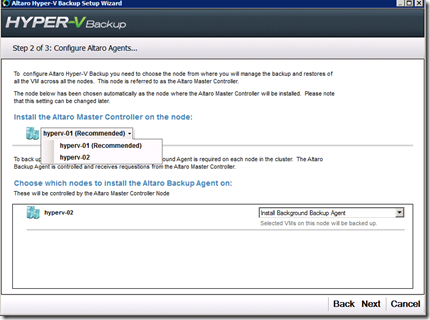 Altaro Hyper-V Backup Setup Wizard
HYPER-V Backup
Step 2 of 3: Configure Altaro Agents...
To configure Altaro Hyper-V Backup you need to choose the node from where you will manage the backup and restores of
all the VM across all the nodes. This node is referred to as the Altaro Master Controller.
The node below has been chosen automatically as the node where the Altaro Master Controller will be installed. Please note
that this setting can be changed later.
Install the Altaro Master Controller on the node:
hyperv-01 (Recommended)
hyperv-01 (Recommended)
hyperv-02
To back up ound Agent is required on each node in the cluster. The Altaro
Backup Agent is controlled and receives requestions from the Altaro Master Controller.
Choose which nodes to install the Altaro Backup Agent on:
These will be controlled by the Altaro Master Controller Node
hyperv-02 Install Background Backup Agent
Selected VMs on this node will be backed up.
Back Next Cancel